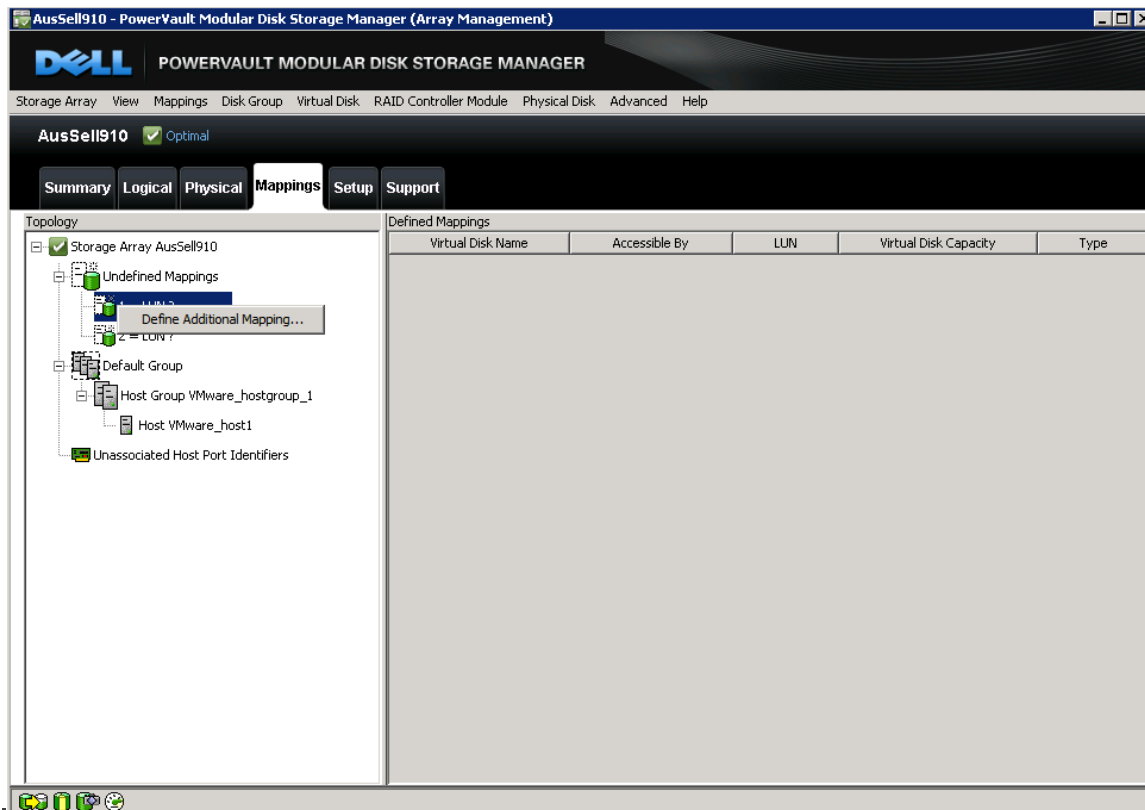 AusSell910 - PowerVault Modular Disk Storage Manager (Array Management)
DELL POWERVAULT MODULAR DISK STORAGE MANAGER
Storage Array View Mappings Disk Group Virtual Disk RAID Controller Module Physical Disk Advanced Help
AusSell910 Optimal
Summary Logical Physical Mappings Setup Support
Topology
Storage Array AusSell910
Undefined Mappings
Define Additional Mapping...
2 = LUN ?
Default Group
Host Group VMware_hostgroup_1
Host VMware_host1
Unassociated Host Port Identifiers
Defined Mappings
Virtual Disk Name Accessible By LUN Virtual Disk Capacity Type